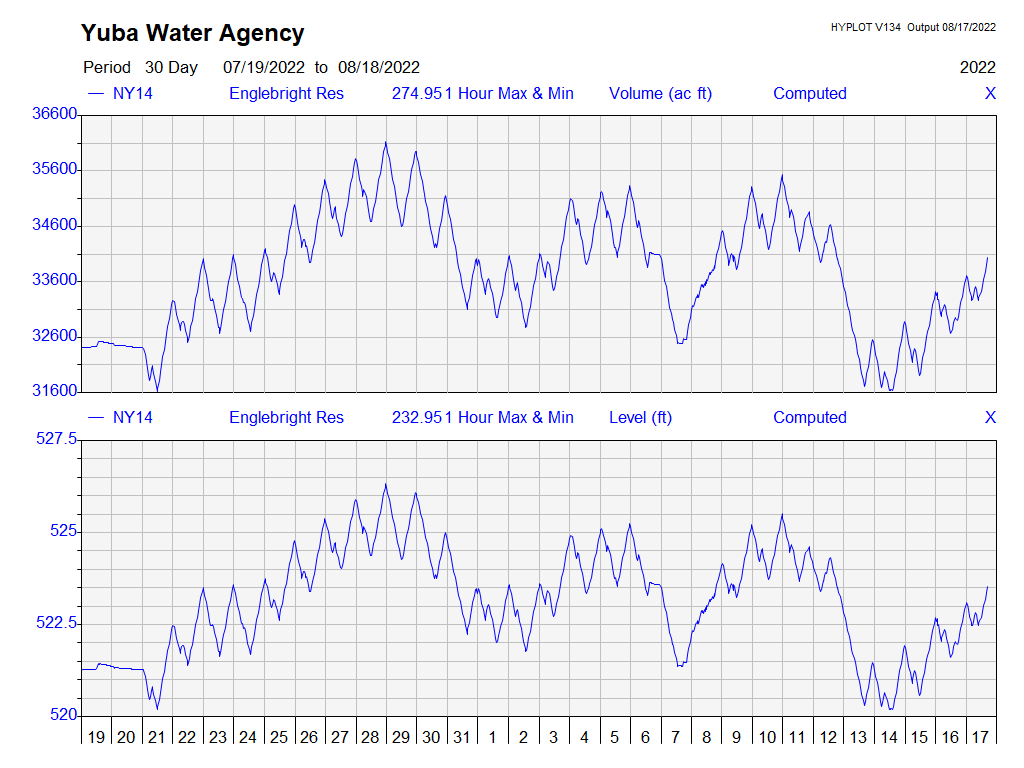 Yuba Water Agency
HYPLOT V134 Output 08/17/2022
Period 30 Day 07/19/2022 to 08/18/2022 2022
NY14 Englebright Res 274.951 Hour Max & Min Volume (ac ft) Computed X
36600
35600
34600
33600
32600
31600
NY14 Englebright Res 232.951 Hour Max & Min Level (ft) Computed X
527.5
525
522.5
520
19 20 21 22 23 24 25 26 27 28 29 30 31 1 2 3 4 5 6 7 8 9 10 11 12 13 14 15 16 17